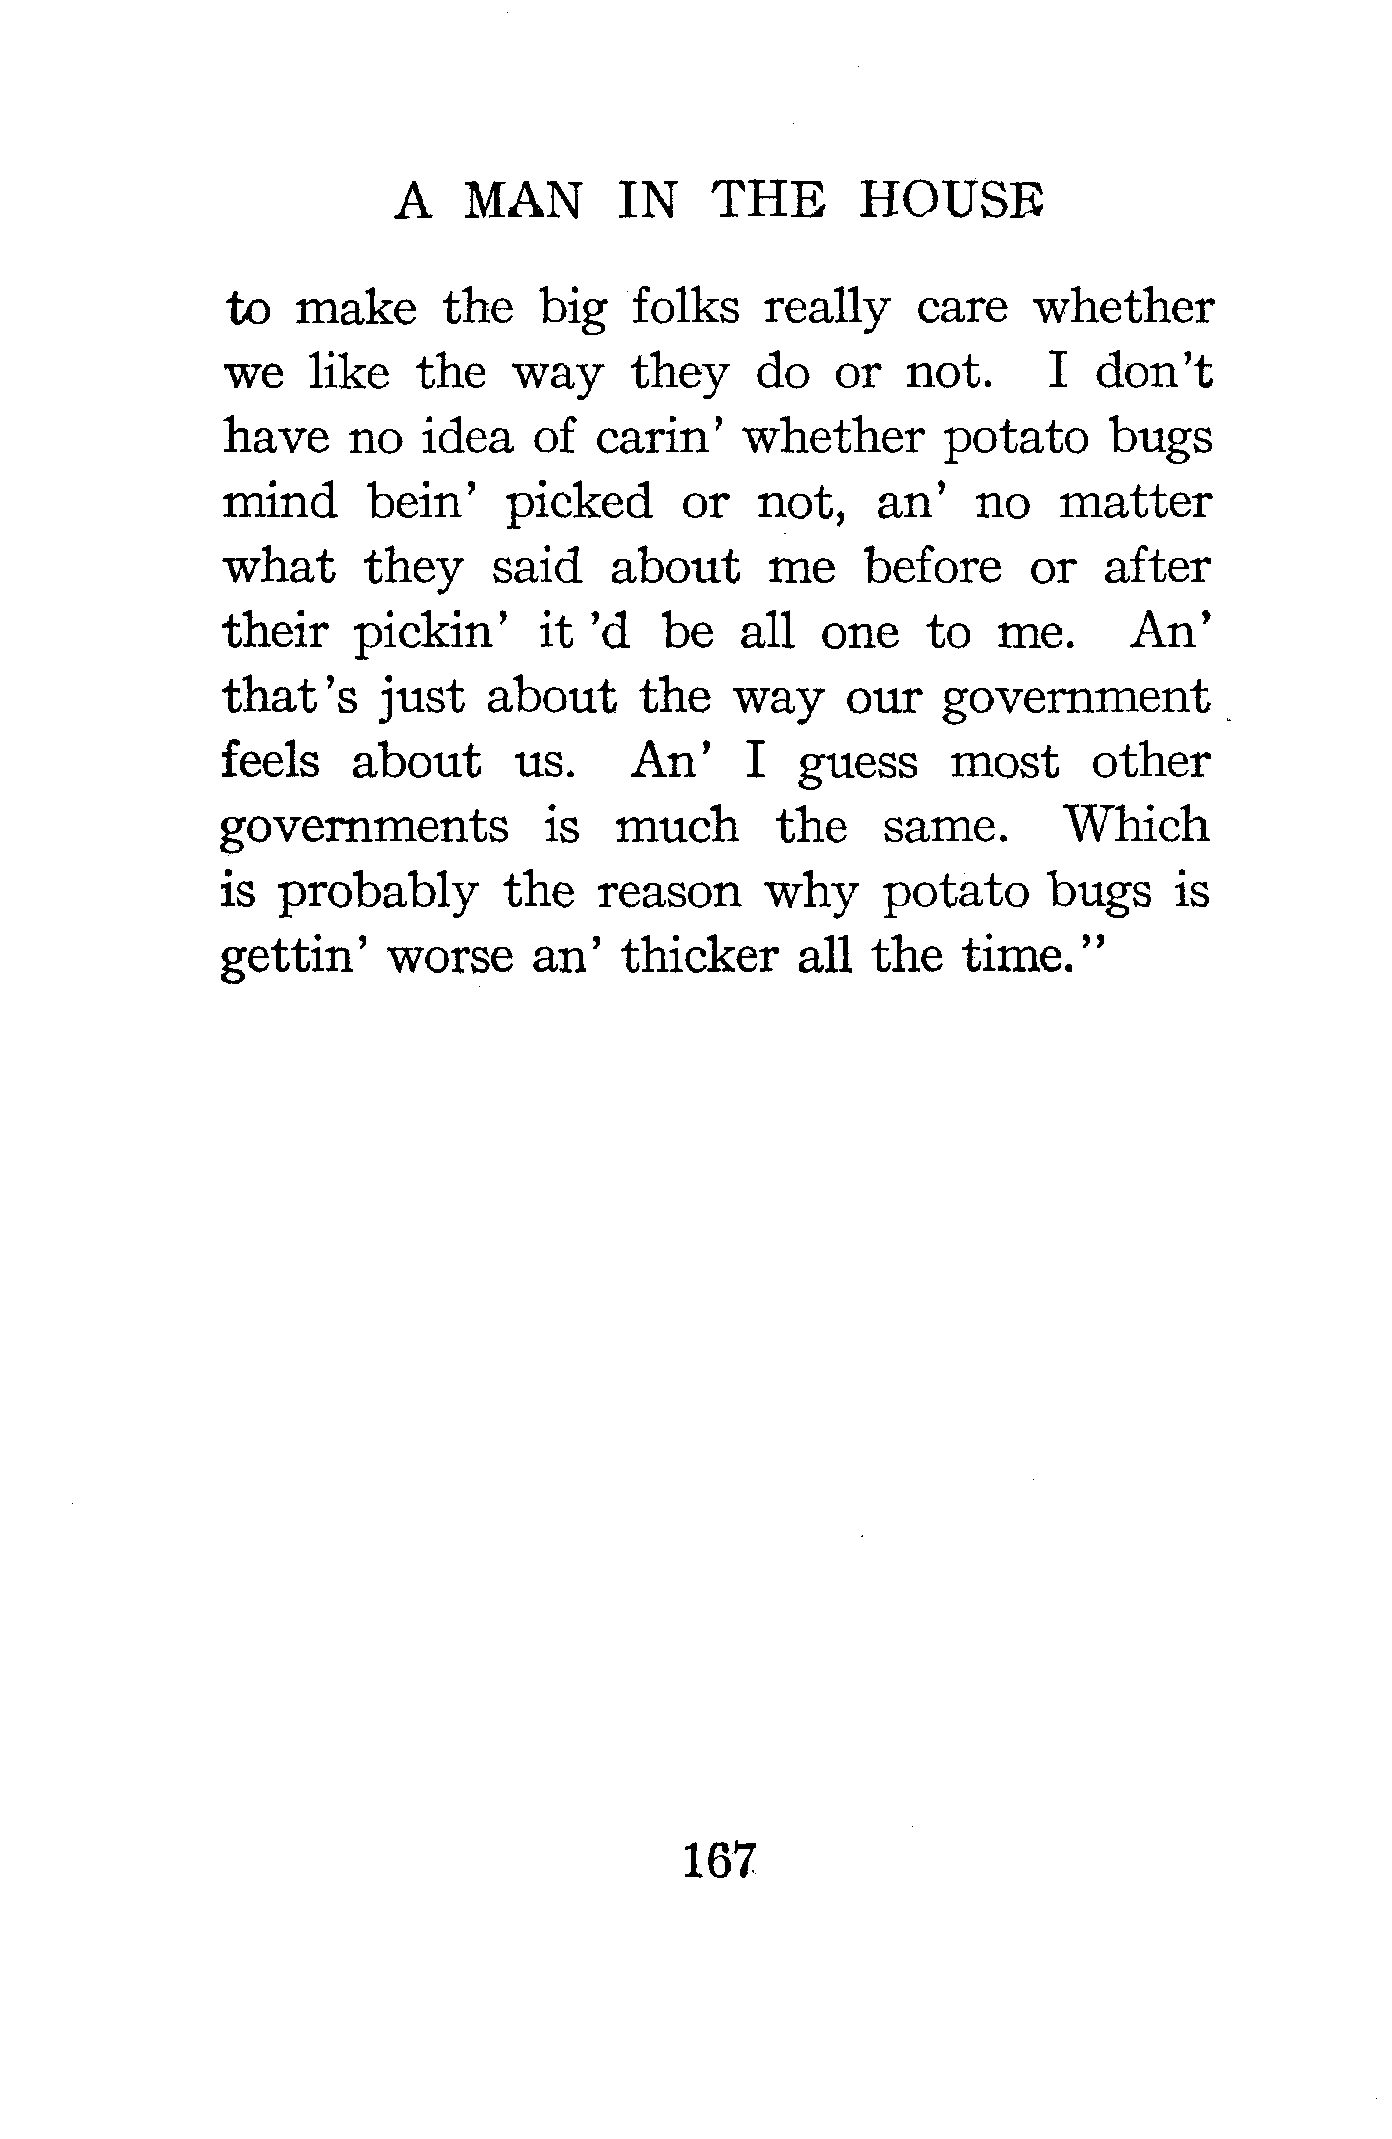 A MAN IN THE HOUSE
to make the big folks really care whether
we like the way they do or not. I don't
have no idea of carin' whether potato bugs
mind bein' picked or not, an' no matter
what they said about me before or after
their pickin' it 'd be all one to me. An'
that 's just about the way our government
feels about us. An' I guess most other
governments is much the same. Which
is probably the reason why potato bugs is
gettin' worse an' thicker all the time."
167